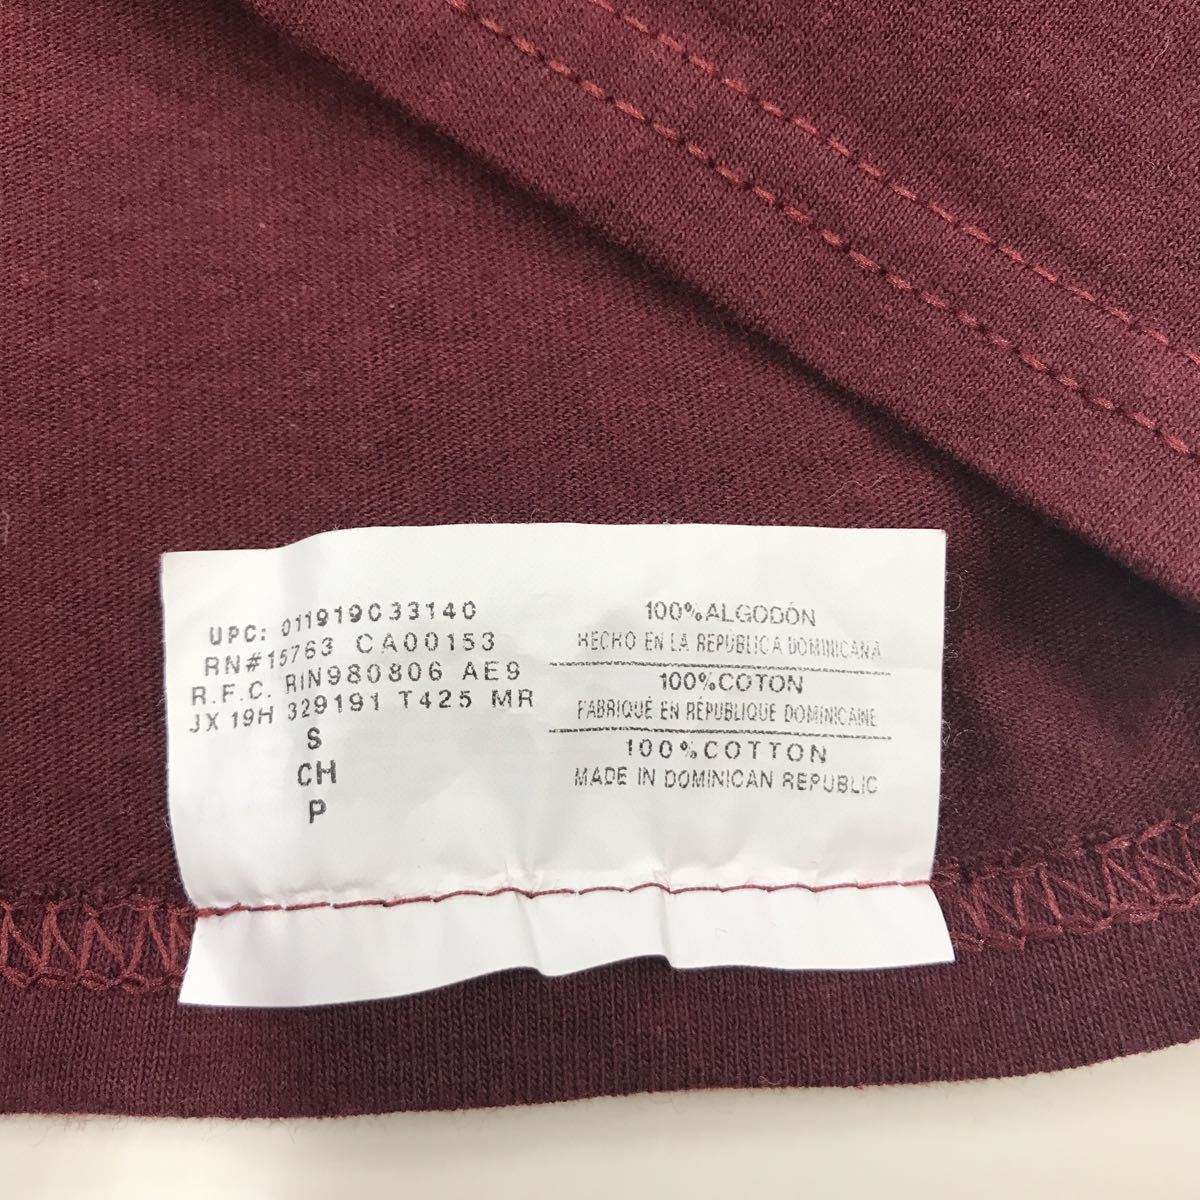 UPC: 011919033140
RN#15763 CA00153
R.F.C. RIN980806 AE9
JX 19H 329191 T425 MR
S
CH
P
100%ALGODÓN
HECHO EN LA REPÚBLICA DOMINICANA
100%COTON
FABRIQUÉ EN RÉPUBLIQUE DOMINICAINE
100%COTTON
MADE IN DOMINICAN REPUBLIC